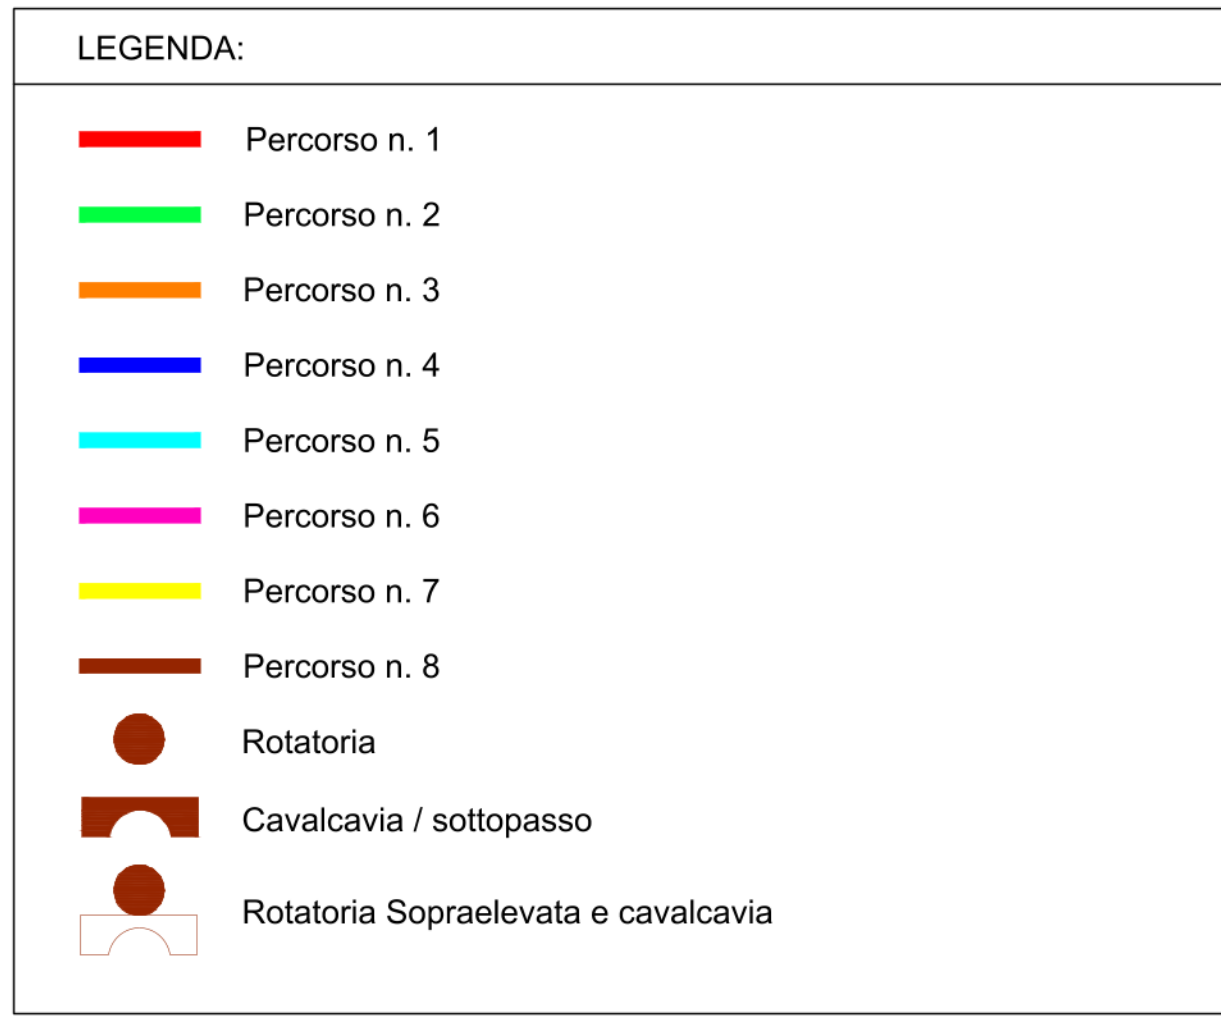 LEGENDA:
Percorso n. 1
Percorso n. 2
Percorso n. 3
Percorso n. 4
Percorso n. 5
Percorso n. 6
Percorso n. 7
Percorso n. 8
Rotatoria
Cavalcavia / sottopasso
Rotatoria Sopraelevata e cavalcavia